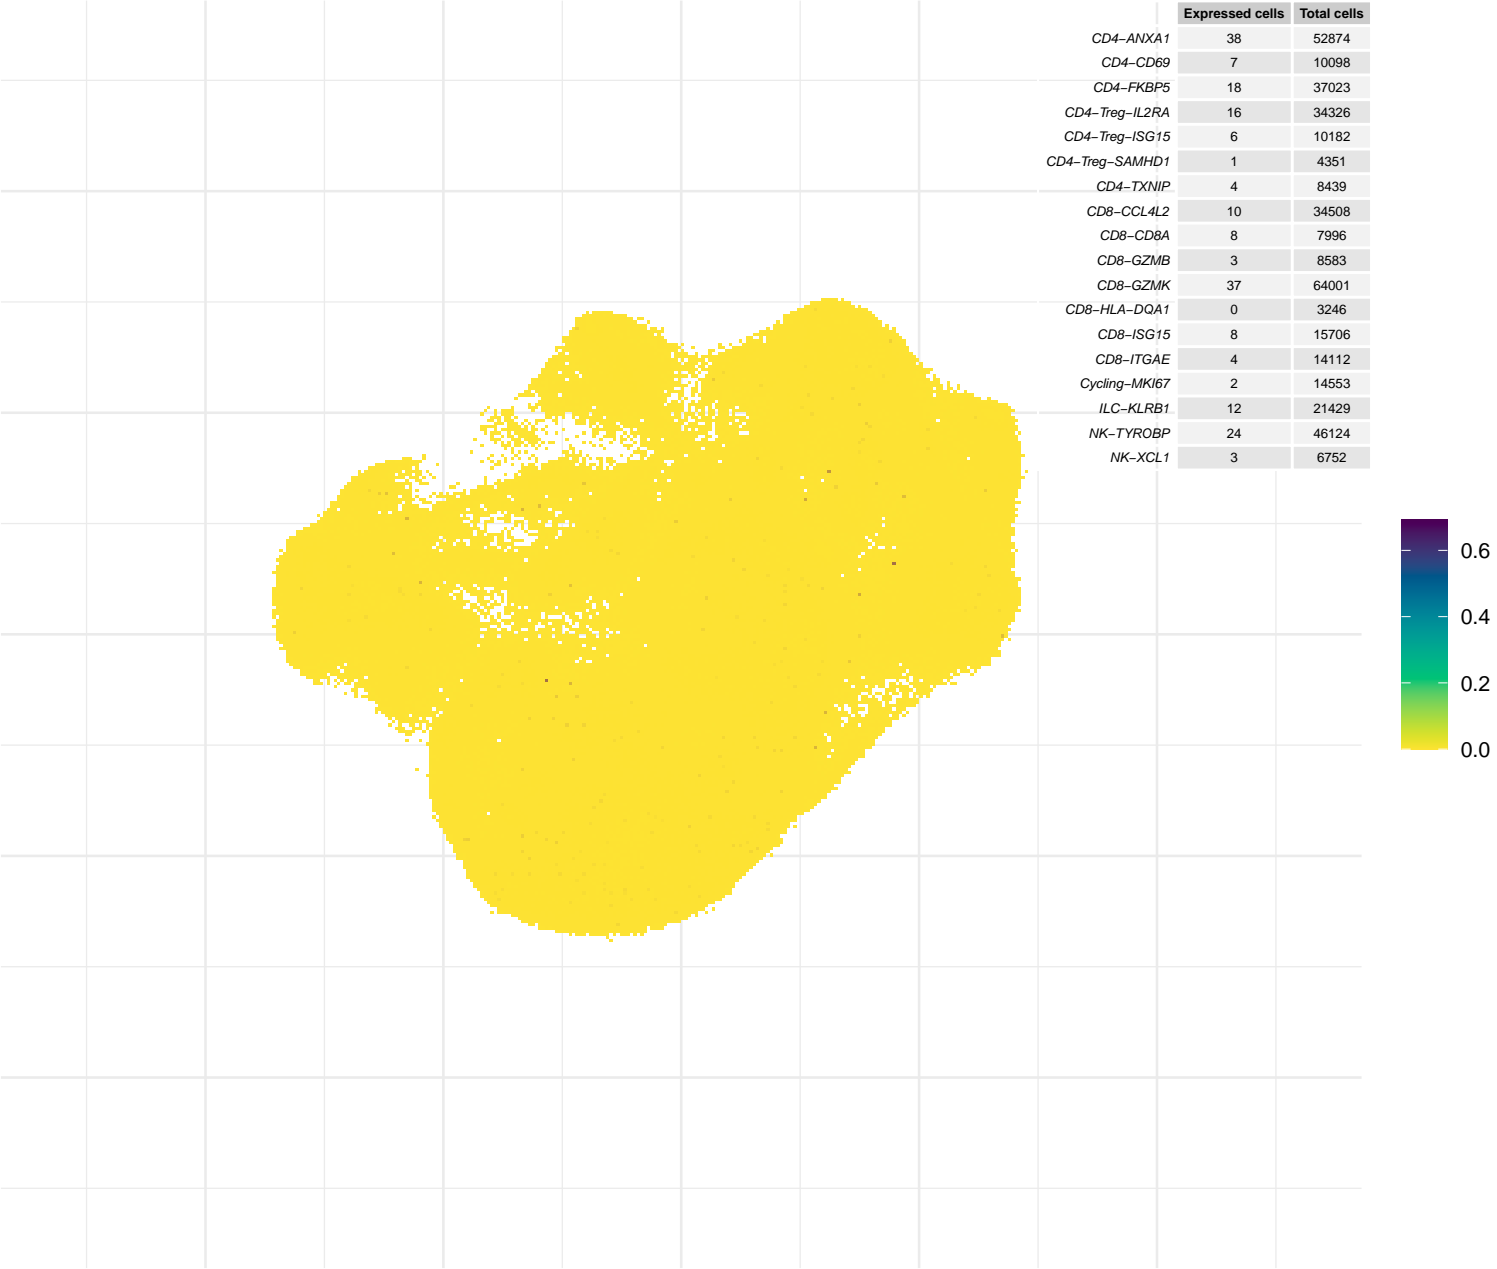 Expressed cells Total cells
CD4−ANXA1 38 52874
CD4−CD69 7 10098
CD4−FKBP5 18 37023
CD4−Treg−IL2RA 16 34326
CD4−Treg−ISG15 6 10182
CD4−Treg−SAMHD1 1 4351
CD4−TXNIP 4 8439
CD8−CCL4L2 10 34508
CD8−CD8A 8 7996
CD8−GZMB 3 8583
CD8−GZMK 37 64001
CD8−HLA−DQA1 0 3246
CD8−ISG15 8 15706
CD8−ITGAE 4 14112
Cycling−MKI67 2 14553
ILC−KLRB1 12 21429
NK−TYROBP 24 46124
NK−XCL1 3 6752
0.6
0.4
0.2
0.0